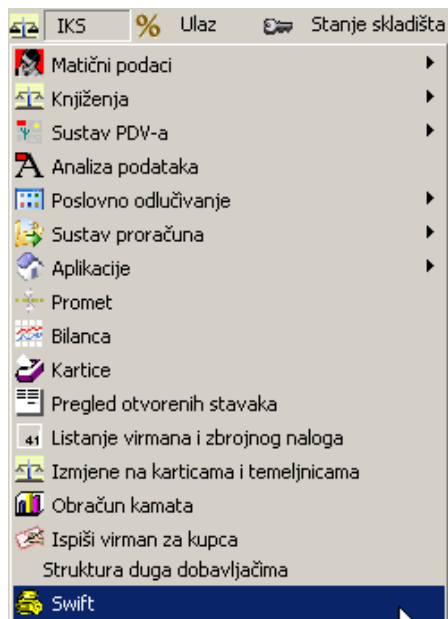 IKS % Ulaz Stanje skladišta
Matični podaci
Knjiženja
Sustav PDV-a
Analiza podataka
Poslovno odlučivanje
Sustav proračuna
Aplikacije
Promet
Bilanca
Kartice
Pregled otvorenih stavaka
41 Listanje virmana i zbrojnog naloga
Izmjene na karticama i temeljnicama
Obračun kamata
Ispiši virman za kupca
Struktura duga dobavljačima
Swift